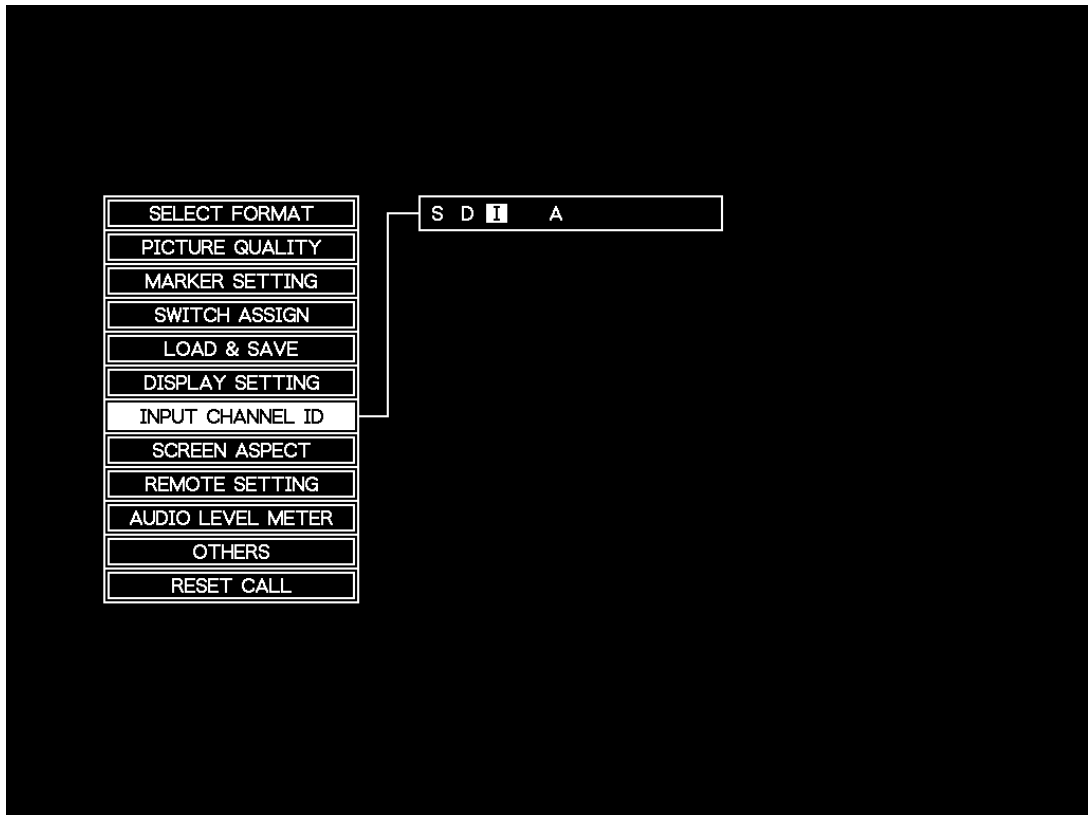 SELECT FORMAT
PICTURE QUALITY
MARKER SETTING
SWITCH ASSIGN
LOAD & SAVE
DISPLAY SETTING
INPUT CHANNEL ID
SCREEN ASPECT
REMOTE SETTING
AUDIO LEVEL METER
OTHERS
RESET CALL
S D I A